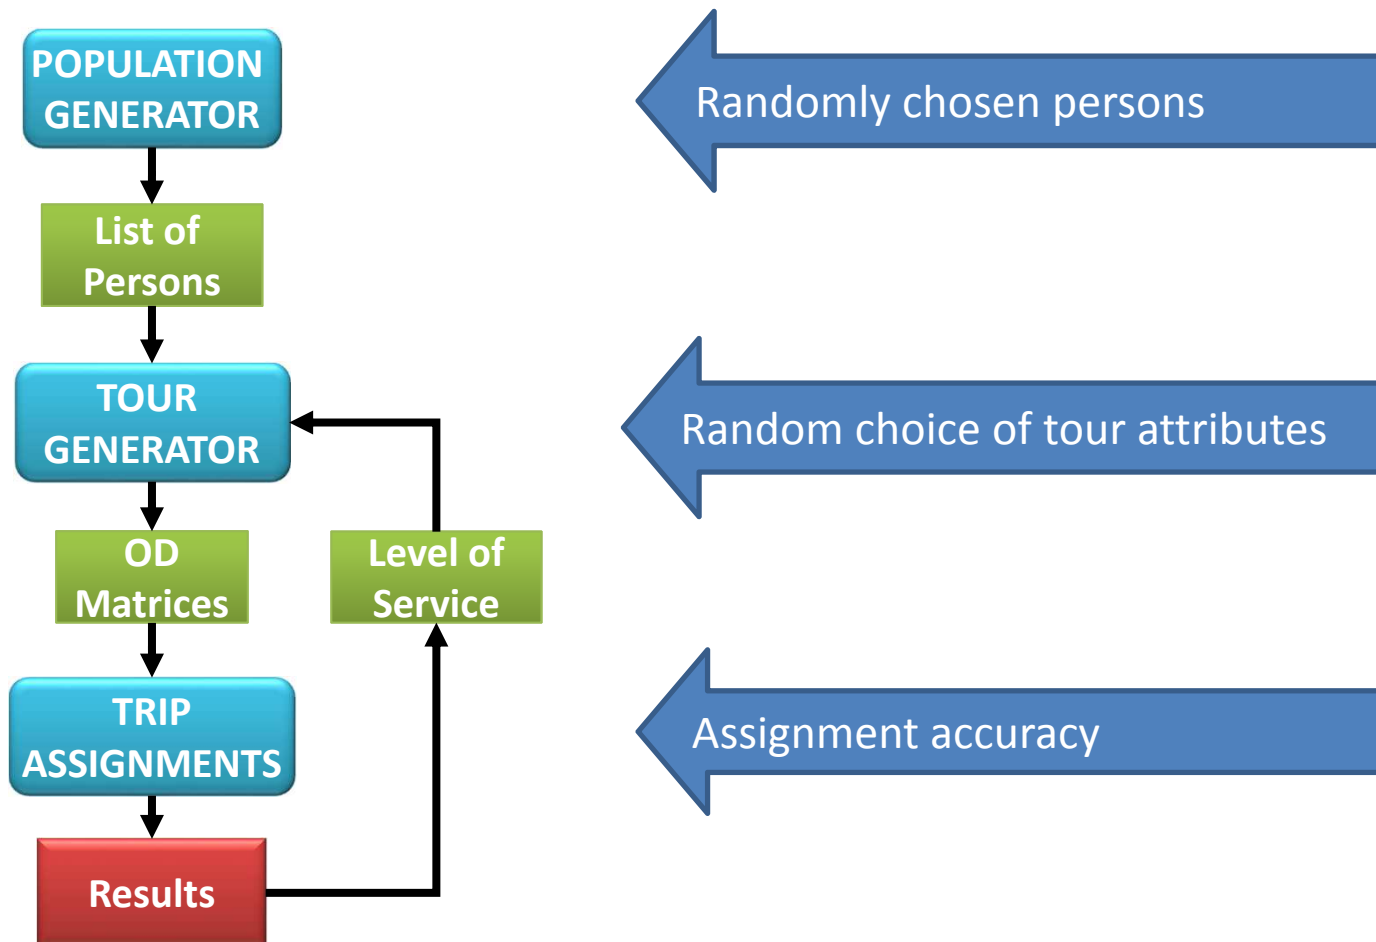 POPULATION
GENERATOR
Randomly chosen persons
List of
Persons
TOUR
GENERATOR
Random choice of tour attributes
OD
Matrices
Level of
Service
TRIP
ASSIGNMENTS
Assignment accuracy
Results